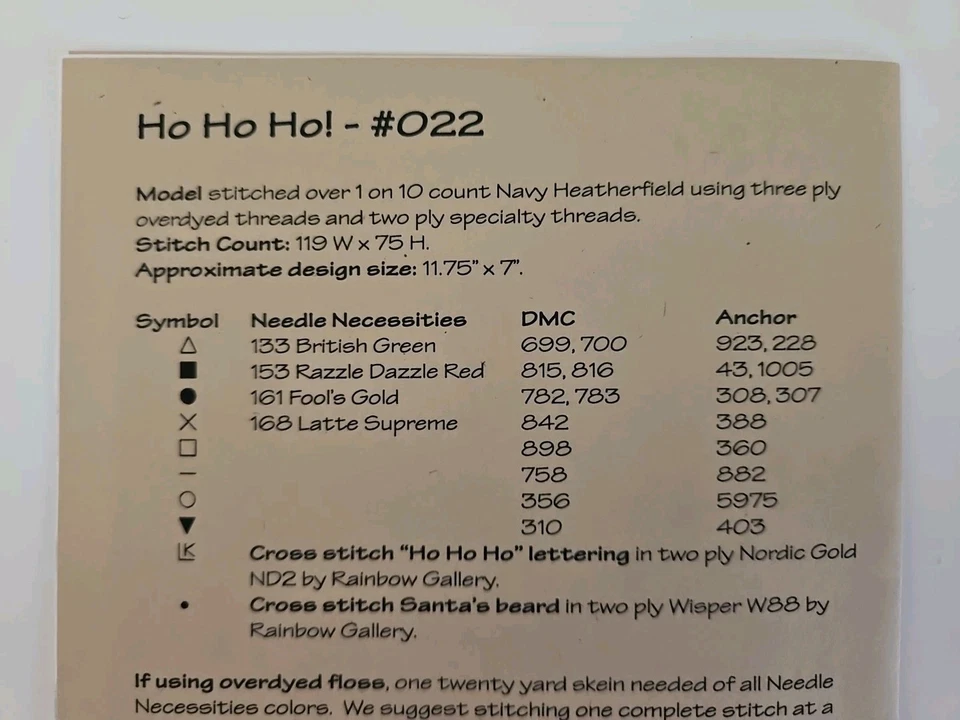 Ho Ho Ho! - #022
Model stitched over 1 on 10 count Navy Heatherfield using three ply
overdyed threads and two ply specialty threads.
Stitch Count: 119 W x 75 H.
Approximate design size: 11.75" x 7".
Symbol Needle Necessities DMC Anchor
△ 133 British Green 699, 700 923, 228
■ 153 Razzle Dazzle Red 815, 816 43, 1005
● 161 Fool's Gold 782, 783 308, 307
X 168 Latte Supreme 842 388
□ 898 360
— 758 882
○ 356 5975
▼ 310 403
LK Cross stitch "Ho Ho Ho" lettering in two ply Nordic Gold
ND2 by Rainbow Gallery.
• Cross stitch Santa's beard in two ply Wisper W88 by
Rainbow Gallery.
If using overdyed floss, one twenty yard skein needed of all Needle
Necessities colors. We suggest stitching one complete stitch at a